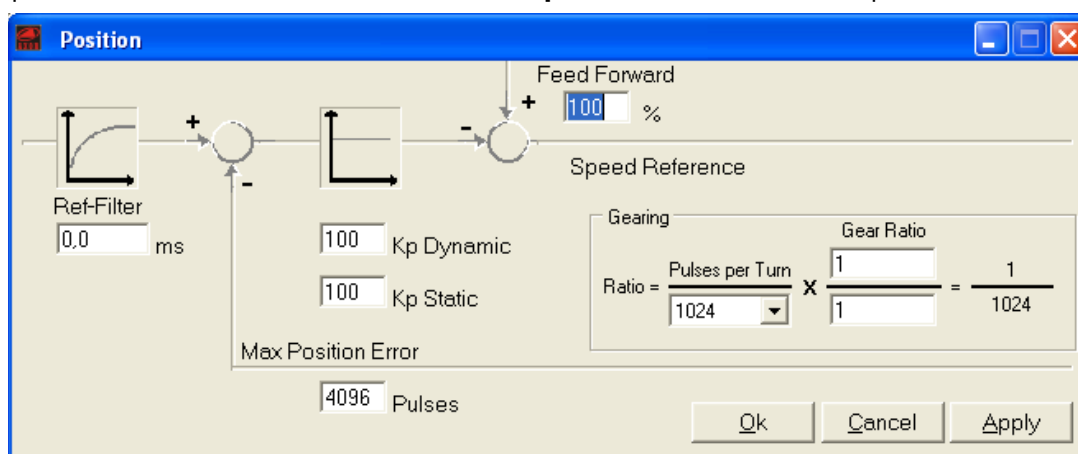 Position
Feed Forward
+ 100 %
+
-
Speed Reference
-
Ref-Filter
0,0 ms
100 Kp Dynamic
100 Kp Static
Gearing
Gear Ratio
Ratio = Pulses per Turn X 1 = 1
1024 1 1024
Max Position Error
4096 Pulses
Ok Cancel Apply